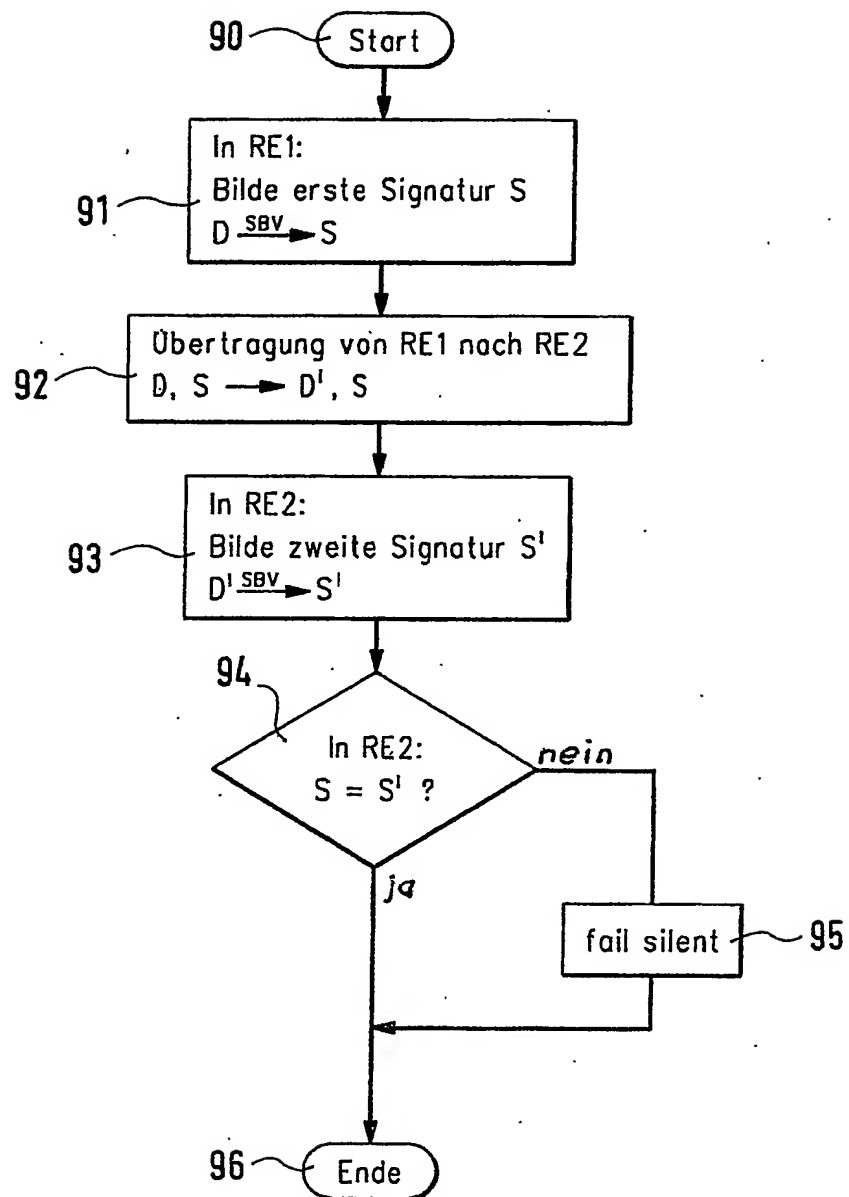 90
Start
In RE1:
Bilde erste Signatur S
D SBV S
91
Übertragung von RE1 nach RE2
D, S → D', S
92
In RE2:
Bilde zweite Signatur S'
D' SBV S'
93
94
In RE2:
S = S' ?
nein
ja
fail silent
95
96
Ende